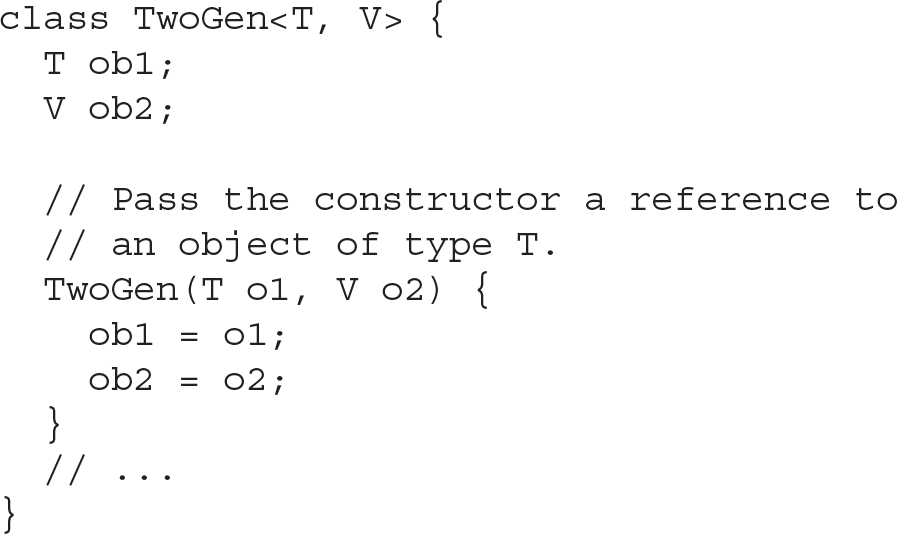 class TwoGen<T, V> {
  T ob1;
  V ob2;

  // Pass the constructor a reference to
  // an object of type T.
  TwoGen(T o1, V o2) {
    ob1 = o1;
    ob2 = o2;
  }
  // ...
}